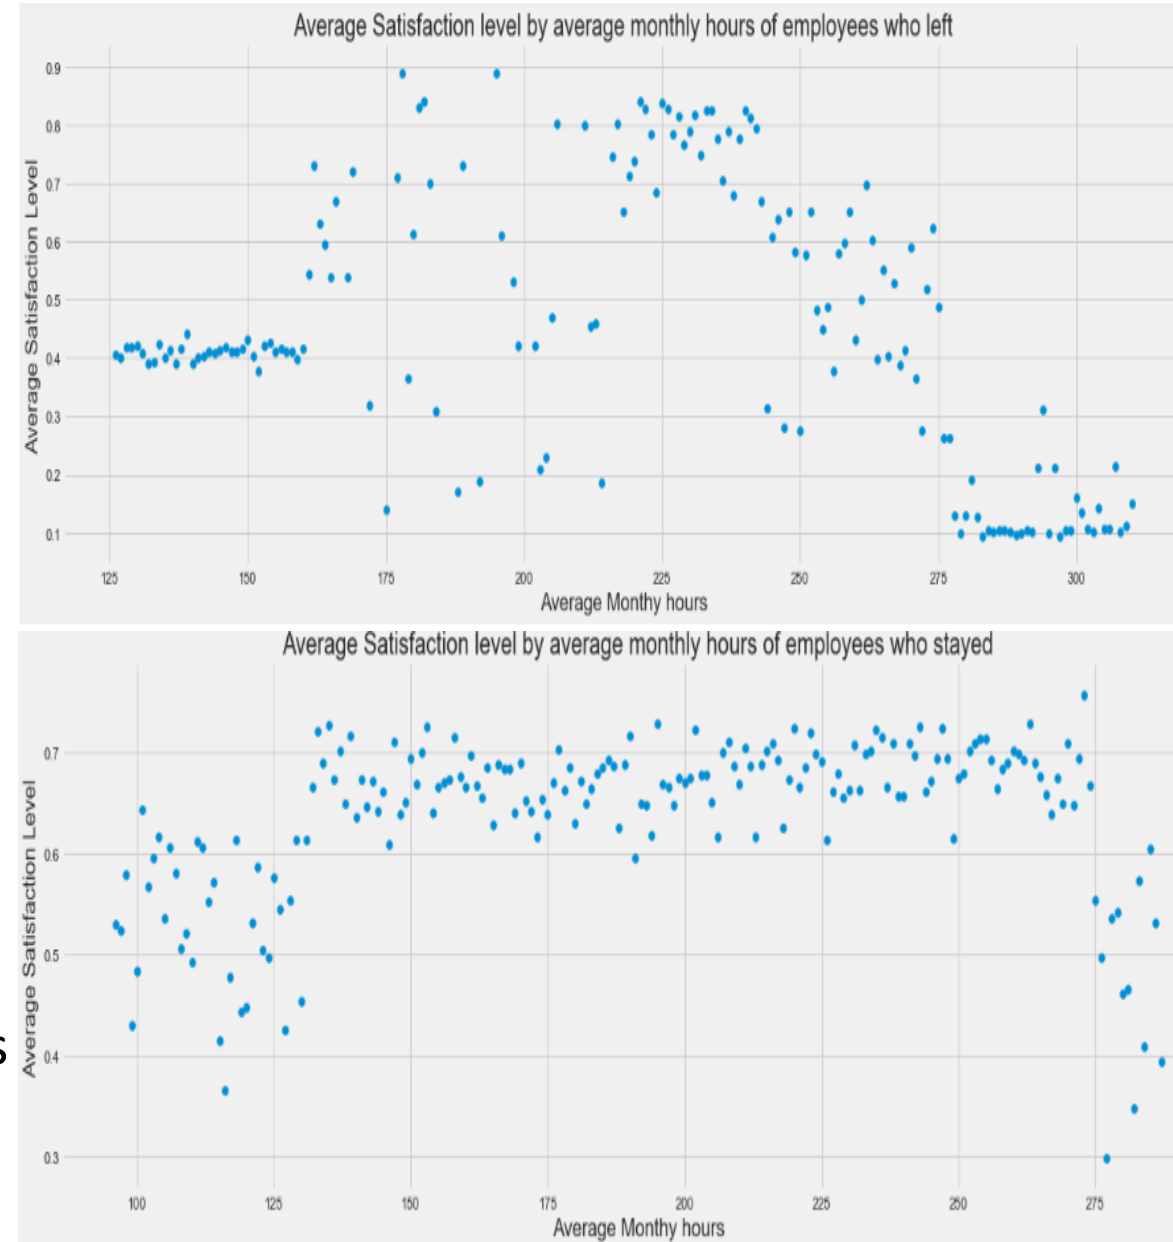 Average Satisfaction level by average monthly hours of employees who left
0.9
0.8
0.7
0.6
0.5
0.4
0.3
0.2
0.1
Average Satisfaction Level
125 150 175 200 225 250 275 300
Average Monthy hours
Average Satisfaction level by average monthly hours of employees who stayed
0.7
0.6
0.5
0.4
0.3
Average Satisfaction Level
s
100 125 150 175 200 225 250 275
Average Monthy hours